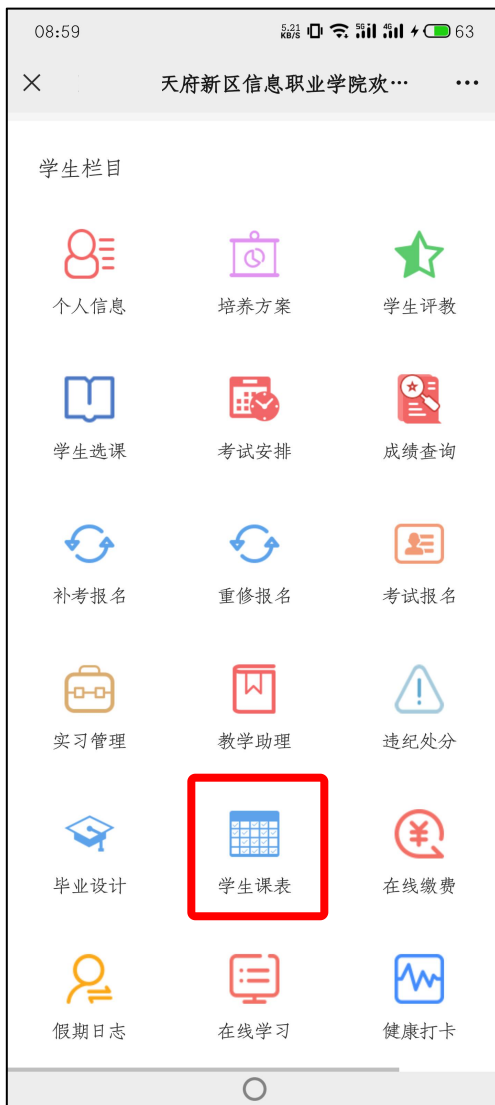 08:59
5.21 KB/S 5G 4G 63
天府新区信息职业学院欢…
学生栏目
个人信息 培养方案 学生评教
学生选课 考试安排 成绩查询
补考报名 重修报名 考试报名
实习管理 教学助理 违纪处分
毕业设计 学生课表 在线缴费
假期日志 在线学习 健康打卡